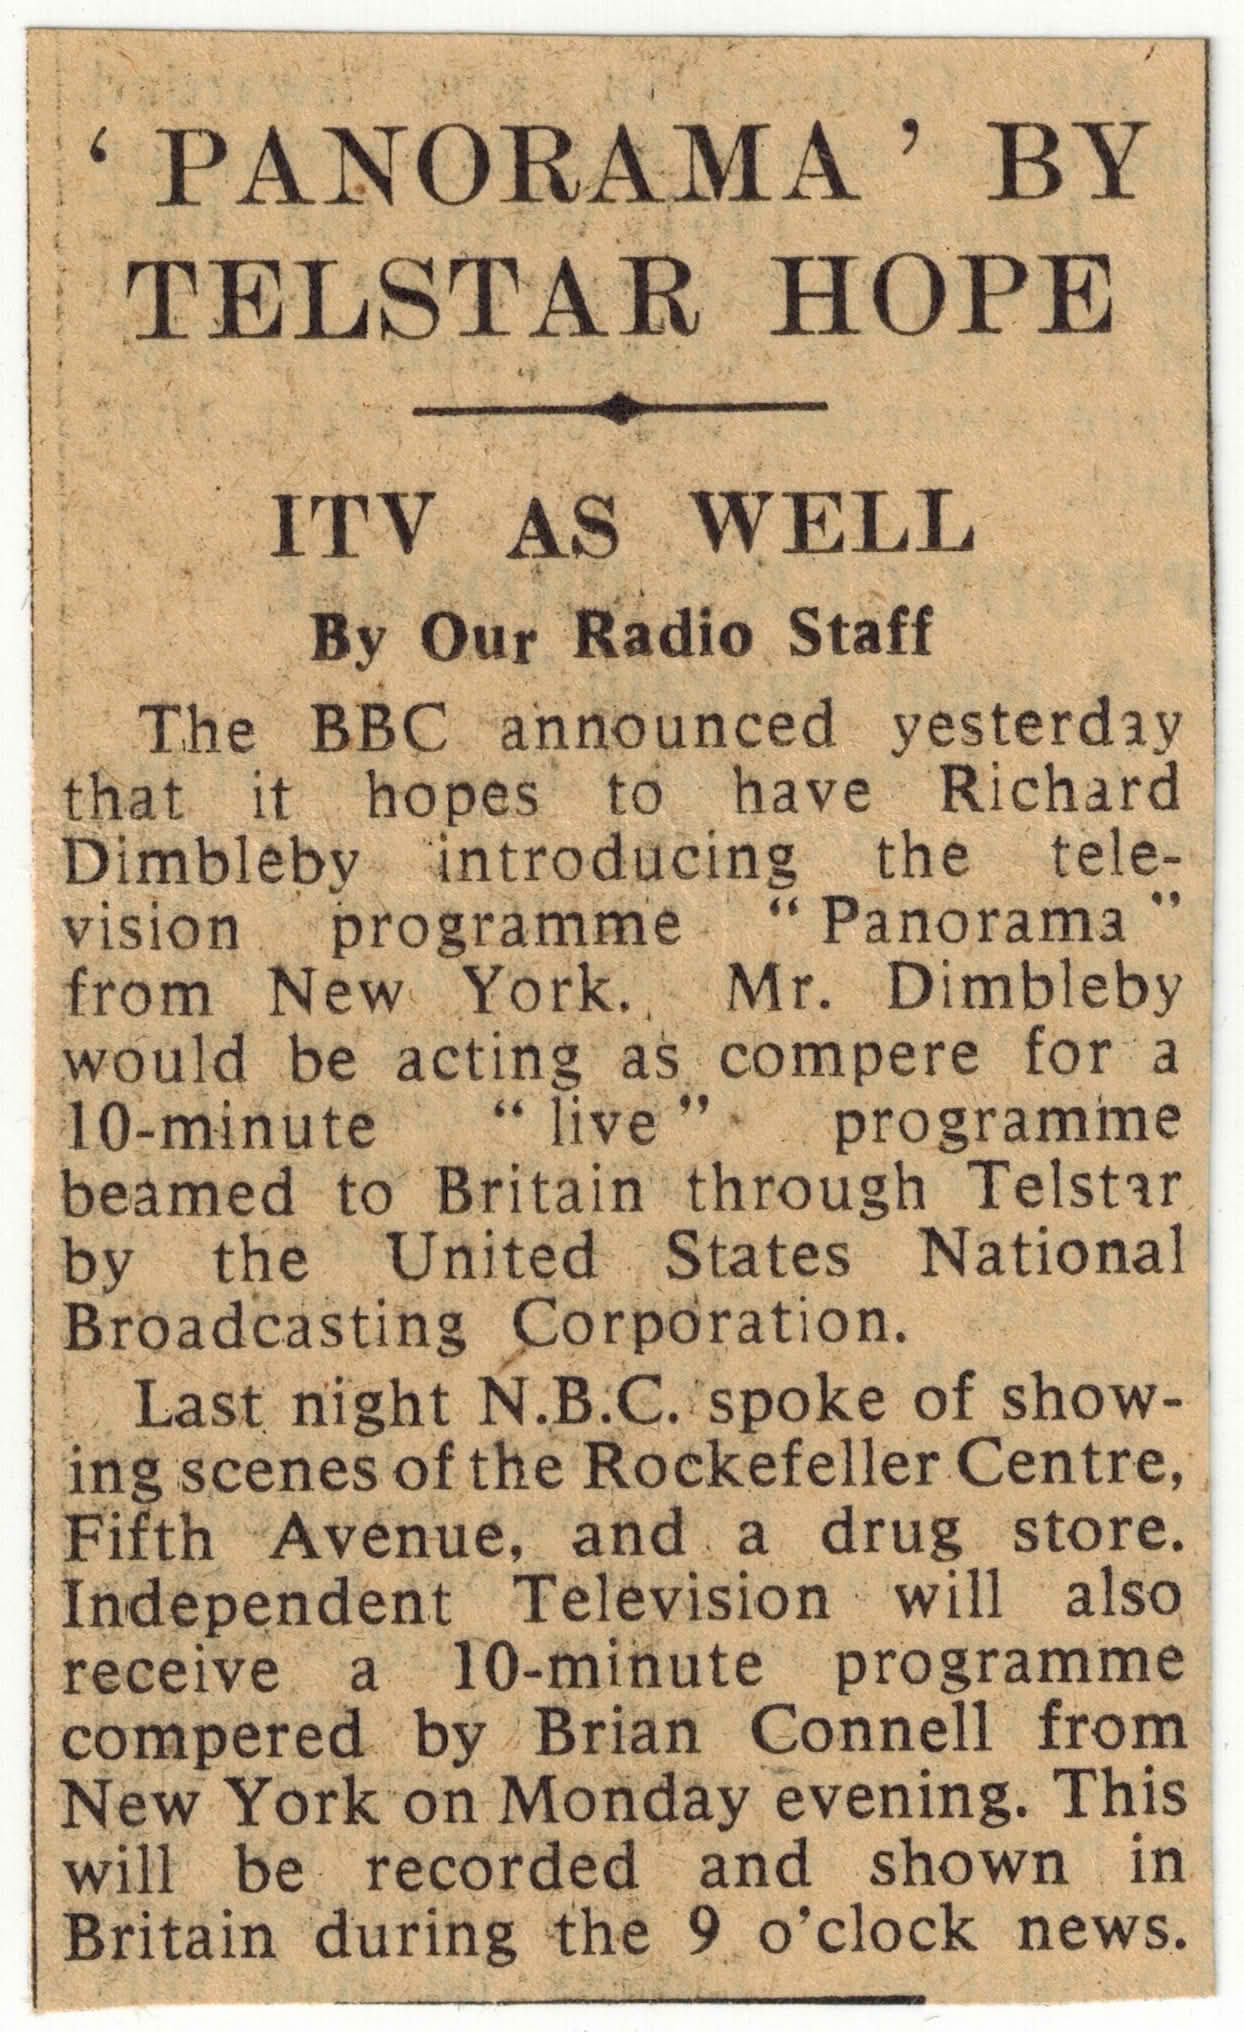 ‘ PANORAMA ’ BY
TELSTAR HOPE
ITV AS WELL
By Our Radio Staff
The BBC announced yesterday
that it hopes to have Richard
Dimbleby introducing the tele-
vision programme “ Panorama ”
from New York. Mr. Dimbleby
would be acting as compere for a
10-minute “ live ” programme
beamed to Britain through Telstar
by the United States National
Broadcasting Corporation.
Last night N.B.C. spoke of show-
ing scenes of the Rockefeller Centre,
Fifth Avenue, and a drug store.
Independent Television will also
receive a 10-minute programme
compered by Brian Connell from
New York on Monday evening. This
will be recorded and shown in
Britain during the 9 o’clock news.